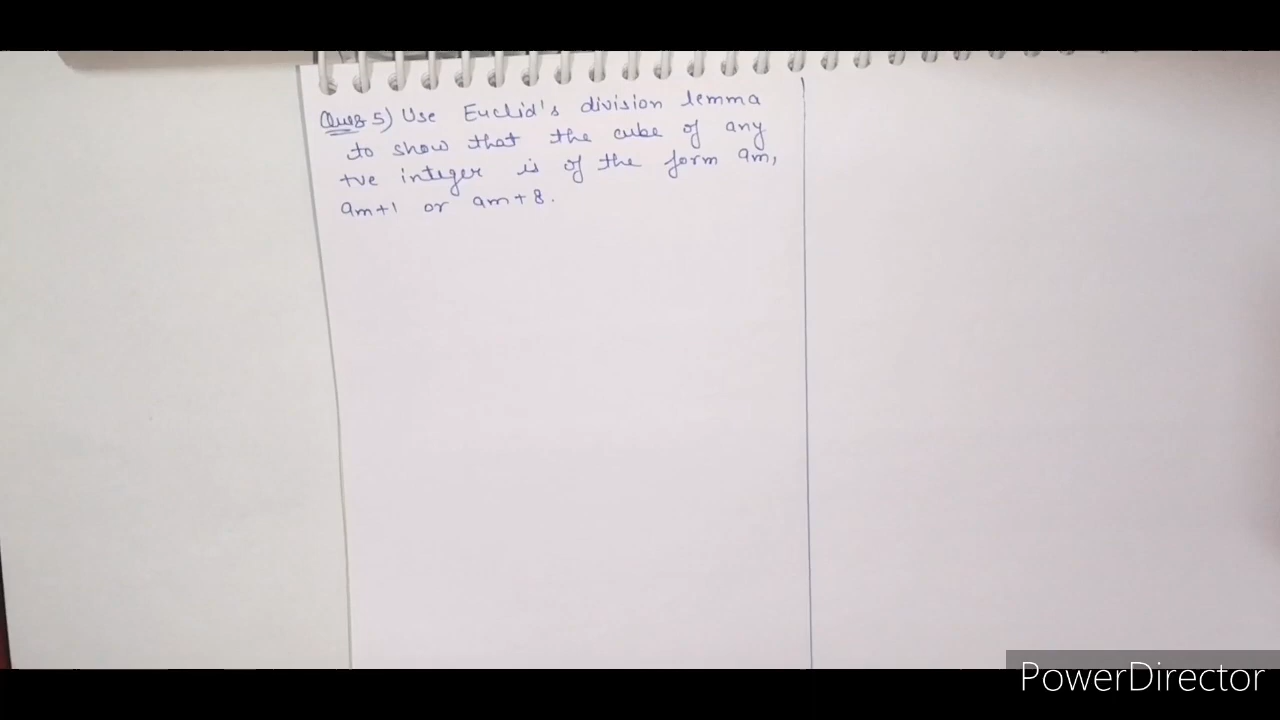 Ques 5) Use Euclid's division lemma
to show that the cube of any
+ve integer is of the form 9m,
9m+1 or 9m+8.
PowerDirector